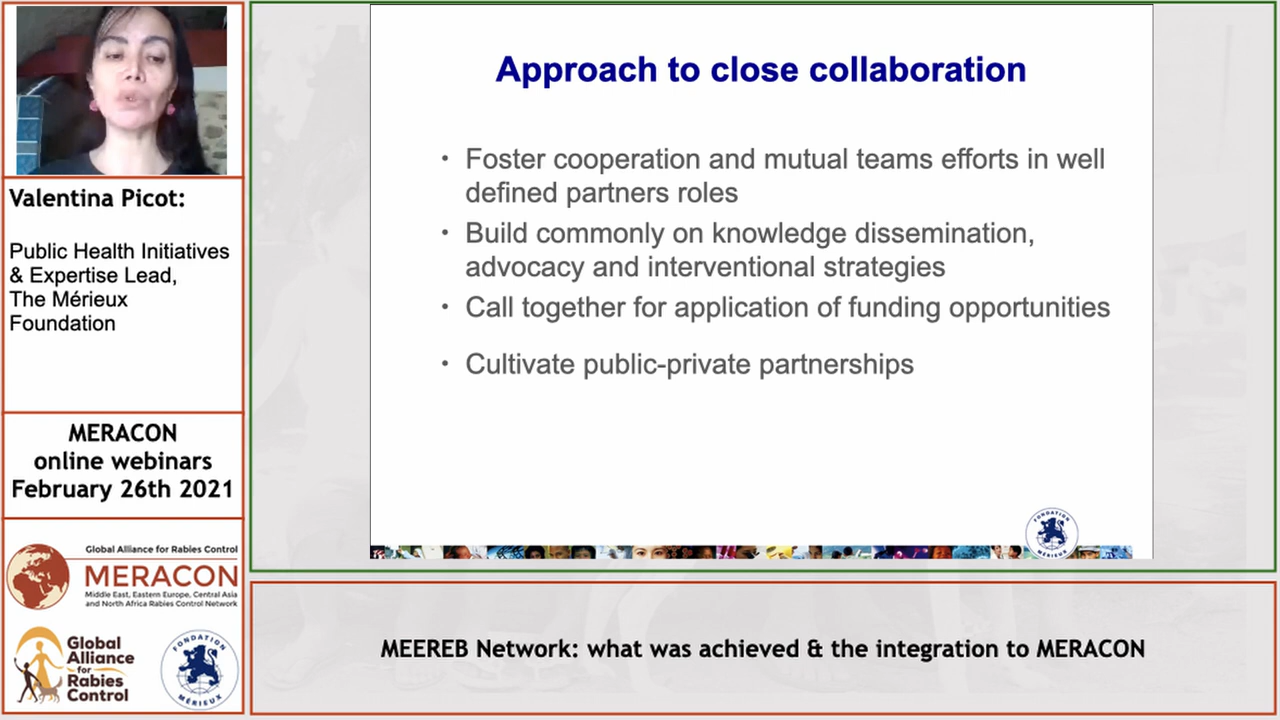 Valentina Picot:
Public Health Initiatives
& Expertise Lead,
The Mérieux
Foundation
MERACON
online webinars
February 26th 2021
Global Alliance for Rabies Control
MERACON
Middle East, Eastern Europe, Central Asia
and North Africa Rabies Control Network
Global
Alliance
for
Rabies
Control
FONDATION
MÉRIEUX
Approach to close collaboration
• Foster cooperation and mutual teams efforts in well
defined partners roles
• Build commonly on knowledge dissemination,
advocacy and interventional strategies
• Call together for application of funding opportunities
• Cultivate public-private partnerships
FONDATION
MÉRIEUX
MEEREB Network: what was achieved & the integration to MERACON